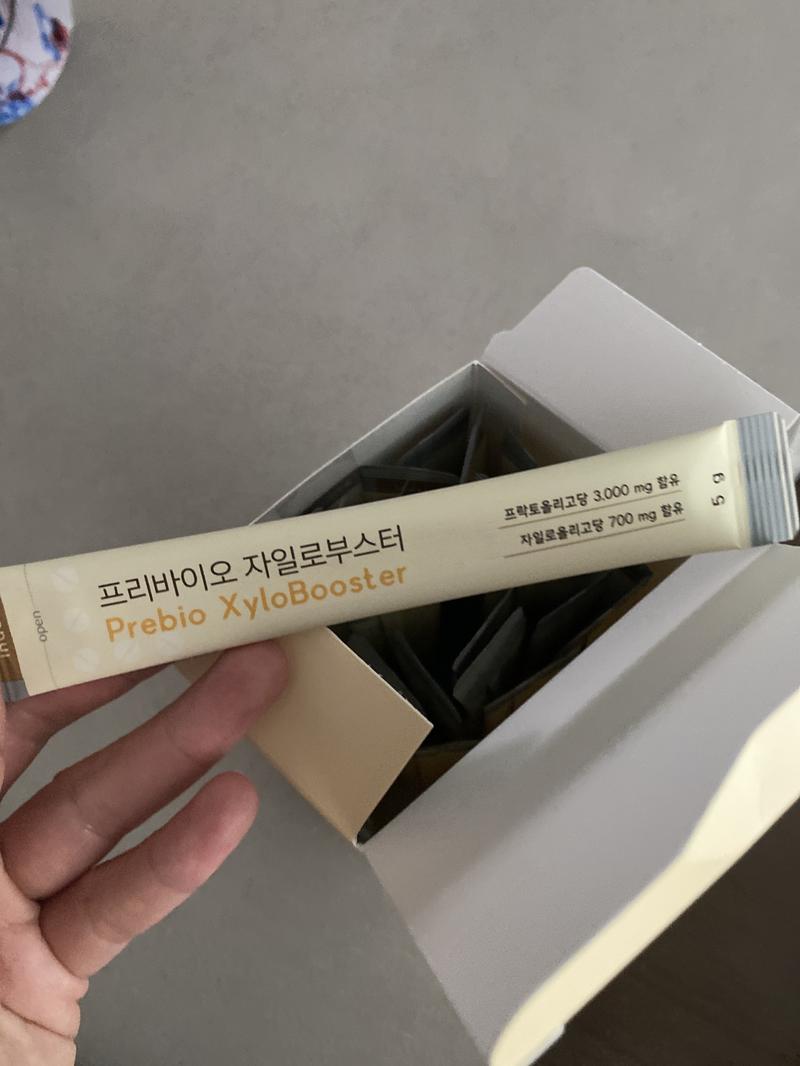 프리바이오 자일로부스터
Prebio XyloBooster
프락토올리고당 3,000 mg 함유
자일로올리고당 700 mg 함유
open